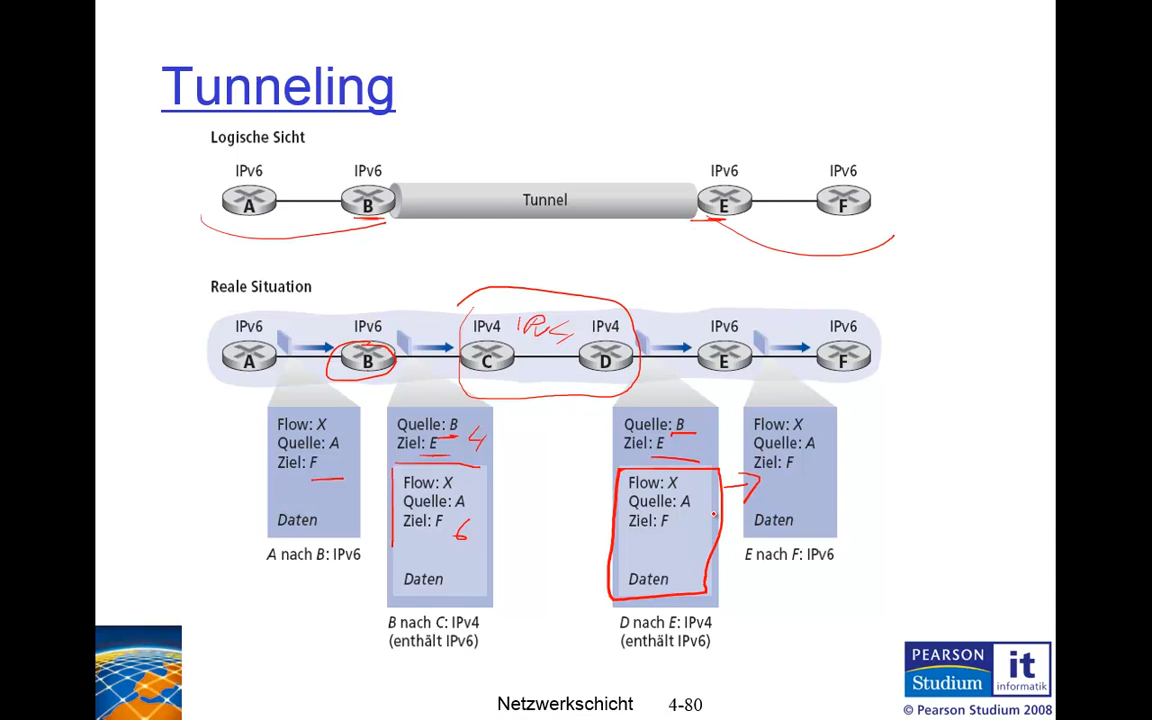 Tunneling
Logische Sicht
IPv6 IPv6 IPv6 IPv6
A B Tunnel E F
Reale Situation
IPv6 IPv6 IPv4 IPv4 IPv4 IPv6 IPv6
A B C D E F
Flow: X
Quelle: A
Ziel: F
Daten
A nach B: IPv6
Quelle: B
Ziel: E 4
Flow: X
Quelle: A
Ziel: F 6
Daten
B nach C: IPv4
(enthält IPv6)
Quelle: B
Ziel: E
Flow: X
Quelle: A
Ziel: F
Daten
D nach E: IPv4
(enthält IPv6)
Flow: X
Quelle: A
Ziel: F
Daten
E nach F: IPv6
PEARSON
Studium
it
informatik
Netzwerkschicht 4-80
© Pearson Studium 2008